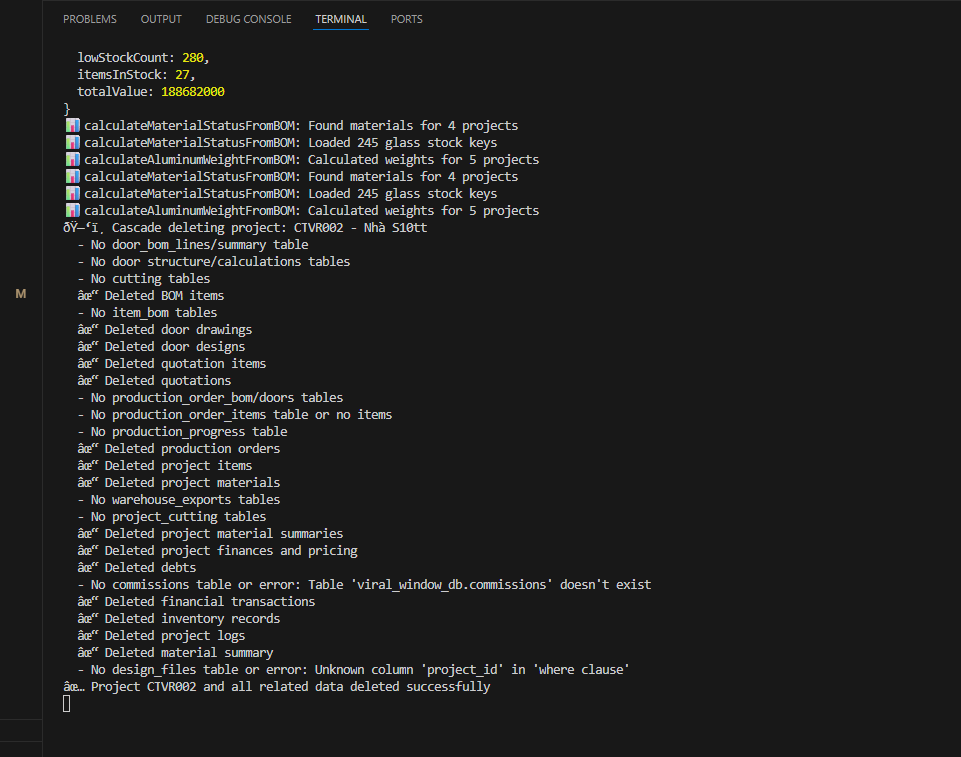 PROBLEMS OUTPUT DEBUG CONSOLE TERMINAL PORTS
lowStockCount: 280,
itemsInStock: 27,
totalValue: 188682000
}
📊 calculateMaterialStatusFromBOM: Found materials for 4 projects
📊 calculateMaterialStatusFromBOM: Loaded 245 glass stock keys
📊 calculateAluminumWeightFromBOM: Calculated weights for 5 projects
📊 calculateMaterialStatusFromBOM: Found materials for 4 projects
📊 calculateMaterialStatusFromBOM: Loaded 245 glass stock keys
📊 calculateAluminumWeightFromBOM: Calculated weights for 5 projects
ðŸ—‘ï¸ Cascade deleting project: CTVR002 - Nhà S10tt
- No door_bom_lines/summary table
- No door structure/calculations tables
- No cutting tables
âœ“ Deleted BOM items
M
- No item_bom tables
âœ“ Deleted door drawings
âœ“ Deleted door designs
âœ“ Deleted quotation items
âœ“ Deleted quotations
- No production_order_bom/doors tables
- No production_order_items table or no items
- No production_progress table
âœ“ Deleted production orders
âœ“ Deleted project items
âœ“ Deleted project materials
- No warehouse_exports tables
- No project_cutting tables
âœ“ Deleted project material summaries
âœ“ Deleted project finances and pricing
âœ“ Deleted debts
- No commissions table or error: Table 'viral_window_db.commissions' doesn't exist
âœ“ Deleted financial transactions
âœ“ Deleted inventory records
âœ“ Deleted project logs
âœ“ Deleted material summary
- No design_files table or error: Unknown column 'project_id' in 'where clause'
âœ… Project CTVR002 and all related data deleted successfully